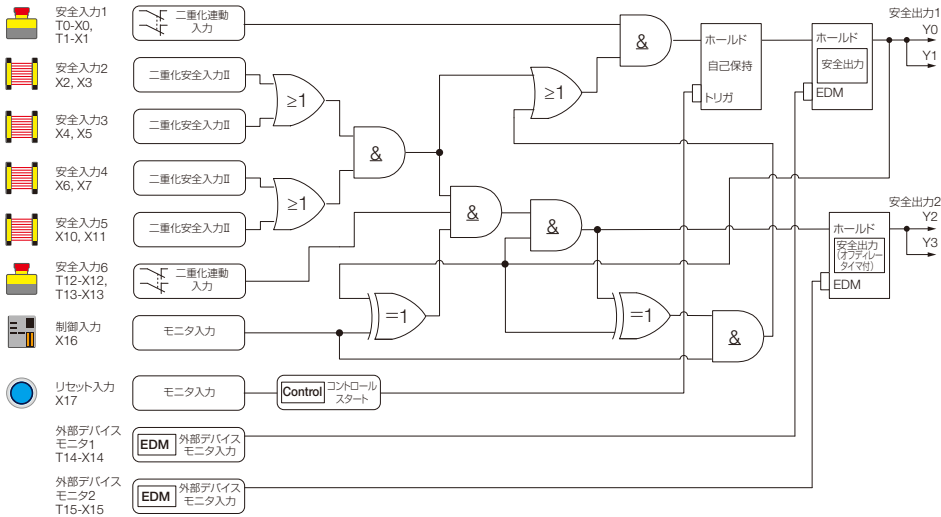 安全入力1
T0-X0,
T1-X1
二重化連動
入力
安全入力2
X2, X3
二重化安全入力Ⅱ
安全入力3
X4, X5
二重化安全入力Ⅱ
安全入力4
X6, X7
二重化安全入力Ⅱ
安全入力5
X10, X11
二重化安全入力Ⅱ
安全入力6
T12-X12,
T13-X13
二重化連動
入力
制御入力
X16
モニタ入力
リセット入力
X17
モニタ入力
Control
コントロール
スタート
外部デバイス
モニタ1
T14-X14
EDM
外部デバイス
モニタ入力
外部デバイス
モニタ2
T15-X15
EDM
外部デバイス
モニタ入力
≥1
≥1
&
&
&
=1
=1
&
≥1
&
ホールド
自己保持
トリガ
ホールド
安全出力
EDM
安全出力1
Y0
Y1
ホールド
安全出力
(オフディレー
タイマ付)
EDM
安全出力2
Y2
Y3